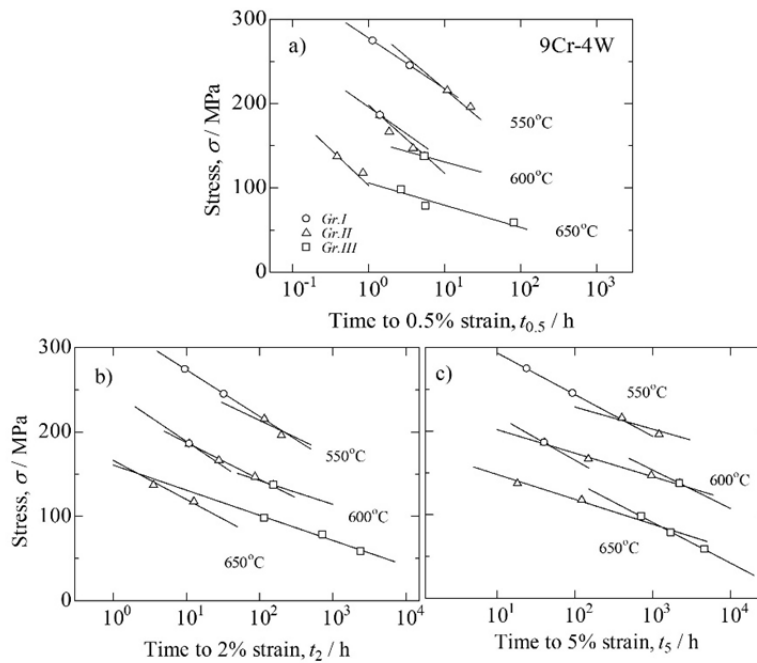 300
a)
9Cr-4W
200
100
0
Stress, σ / MPa
550°C
600°C
650°C
Gr.I
Gr.II
Gr.III
10⁻¹ 10⁰ 10¹ 10² 10³
Time to 0.5% strain, t₀.₅ / h
300
b)
200
100
0
Stress, σ / MPa
550°C
600°C
650°C
10⁰ 10¹ 10² 10³ 10⁴
Time to 2% strain, t₂ / h
c)
550°C
600°C
650°C
10¹ 10² 10³ 10⁴
Time to 5% strain, t₅ / h